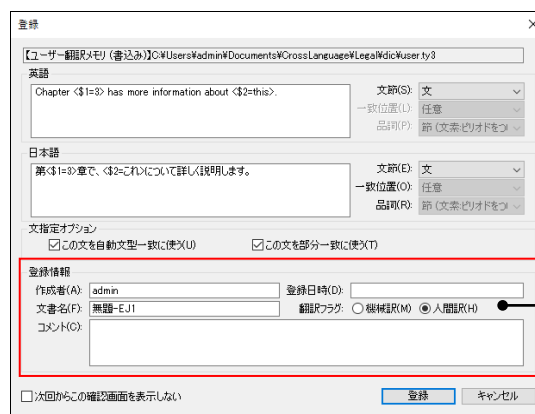 登録
【ユーザー翻訳メモリ (書込み)】C:¥Users¥admin¥Documents¥CrossLanguage¥Legal¥dic¥user.ty3
英語
Chapter <$1=3> has more information about <$2=this>.
文節(S): 文
一致位置(L): 任意
品詞(P): 節 (文素:ピリオドをつ
日本語
第<$1=3>章で、<$2=これ>について詳しく説明します。
文節(E): 文
一致位置(O): 任意
品詞(R): 節 (文素:ピリオドをつ
文指定オプション
この文を自動文型一致に使う(U) この文を部分一致に使う(T)
登録情報
作成者(A): admin 登録日時(D):
文書名(F): 無題-EJ1 翻訳フラグ: 機械訳(M) 人間訳(H)
コメント(C):
次回からこの確認画面を表示しない 登録 キャンセル